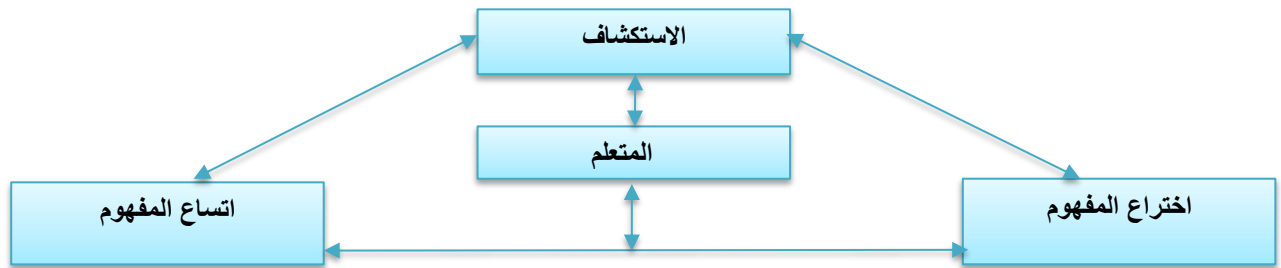 الاستكشاف
المتعلم
اختراع المفهوم
اتساع المفهوم